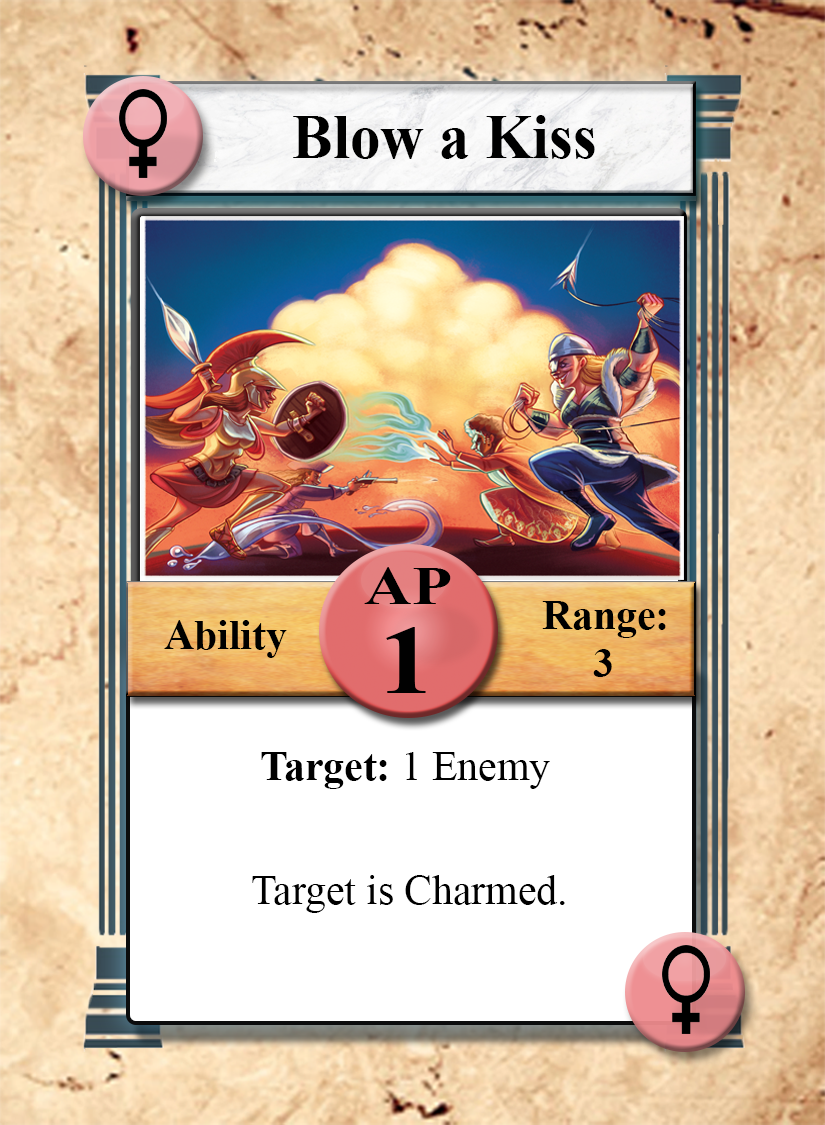 Blow a Kiss
Ability
AP
1
Range:
3
Target: 1 Enemy
Target is Charmed.